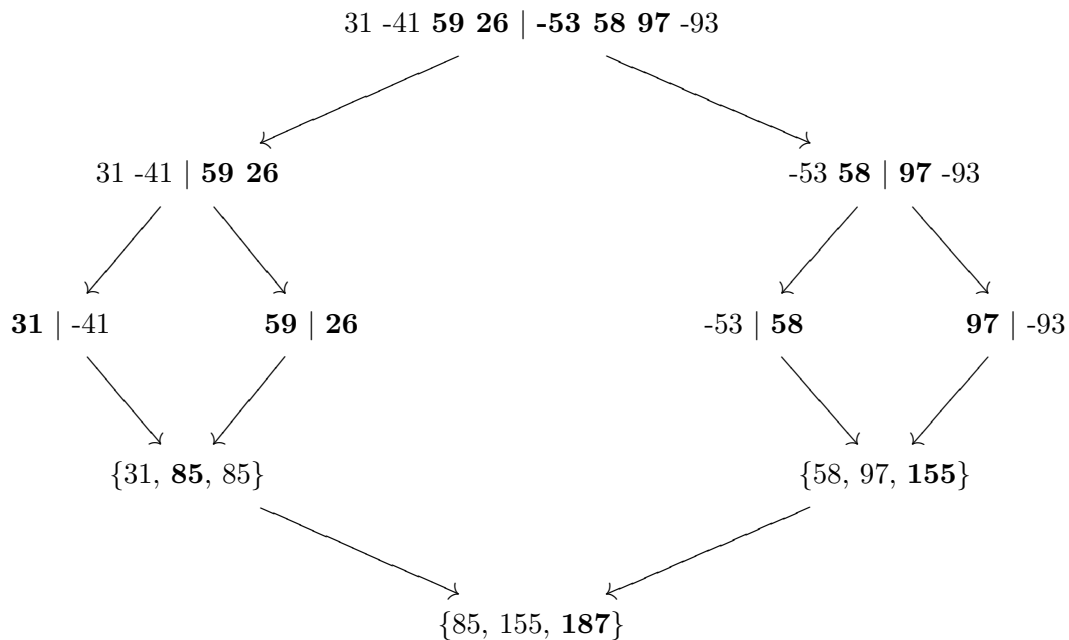 31 -41 59 26 | -53 58 97 -93
31 -41 | 59 26
-53 58 | 97 -93
31 | -41
59 | 26
-53 | 58
97 | -93
{31, 85, 85}
{58, 97, 155}
{85, 155, 187}